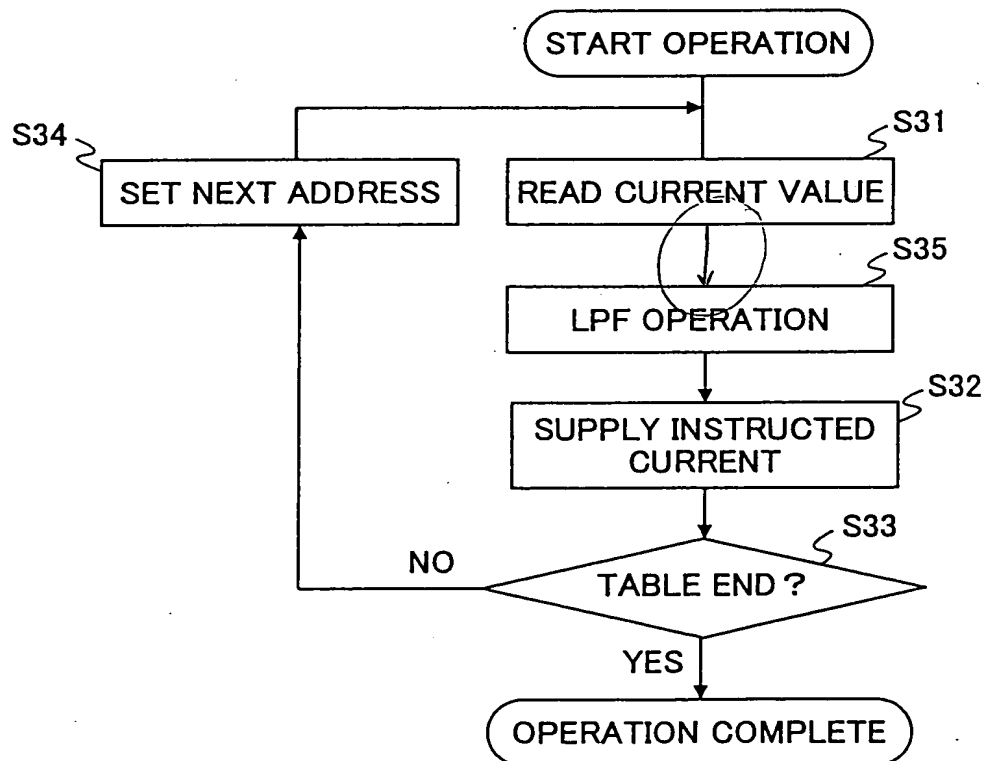 START OPERATION
S34
S31
SET NEXT ADDRESS
READ CURRENT VALUE
S35
LPF OPERATION
S32
SUPPLY INSTRUCTED
CURRENT
S33
NO
TABLE END ?
YES
OPERATION COMPLETE